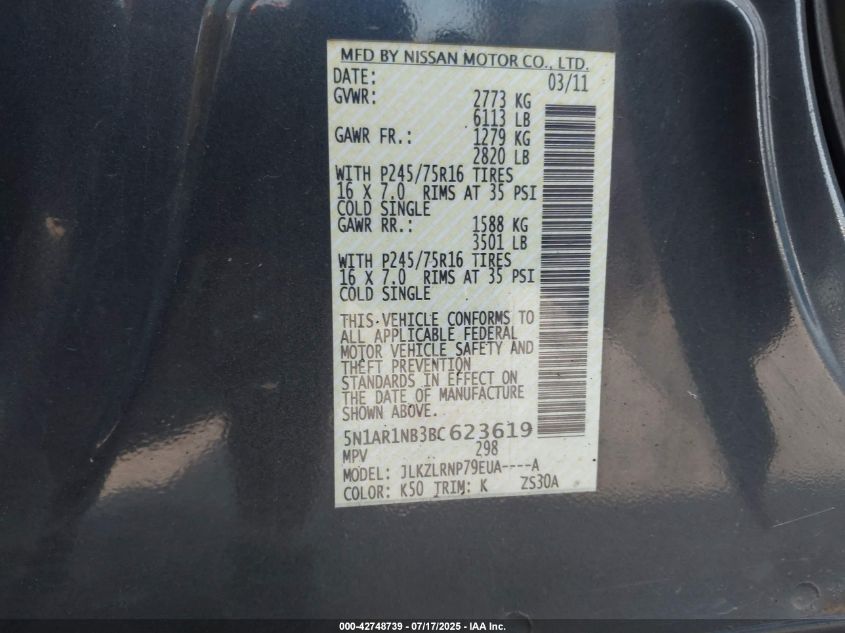 MFD BY NISSAN MOTOR CO., LTD.
DATE: 03/11
GVWR: 2773 KG
6113 LB
GAWR FR.: 1279 KG
2820 LB
WITH P245/75R16 TIRES
16 X 7.0 RIMS AT 35 PSI
COLD SINGLE
GAWR RR.: 1588 KG
3501 LB
WITH P245/75R16 TIRES
16 X 7.0 RIMS AT 35 PSI
COLD SINGLE
THIS VEHICLE CONFORMS TO
ALL APPLICABLE FEDERAL
MOTOR VEHICLE SAFETY AND
THEFT PREVENTION
STANDARDS IN EFFECT ON
THE DATE OF MANUFACTURE
SHOWN ABOVE
5N1AR1NB3BC623619
MPV 298
MODEL: JLKZLRNP79EUA----A
COLOR: K50 TRIM: K ZS30A
000-42748739 - 07/17/2025 - IAA Inc.